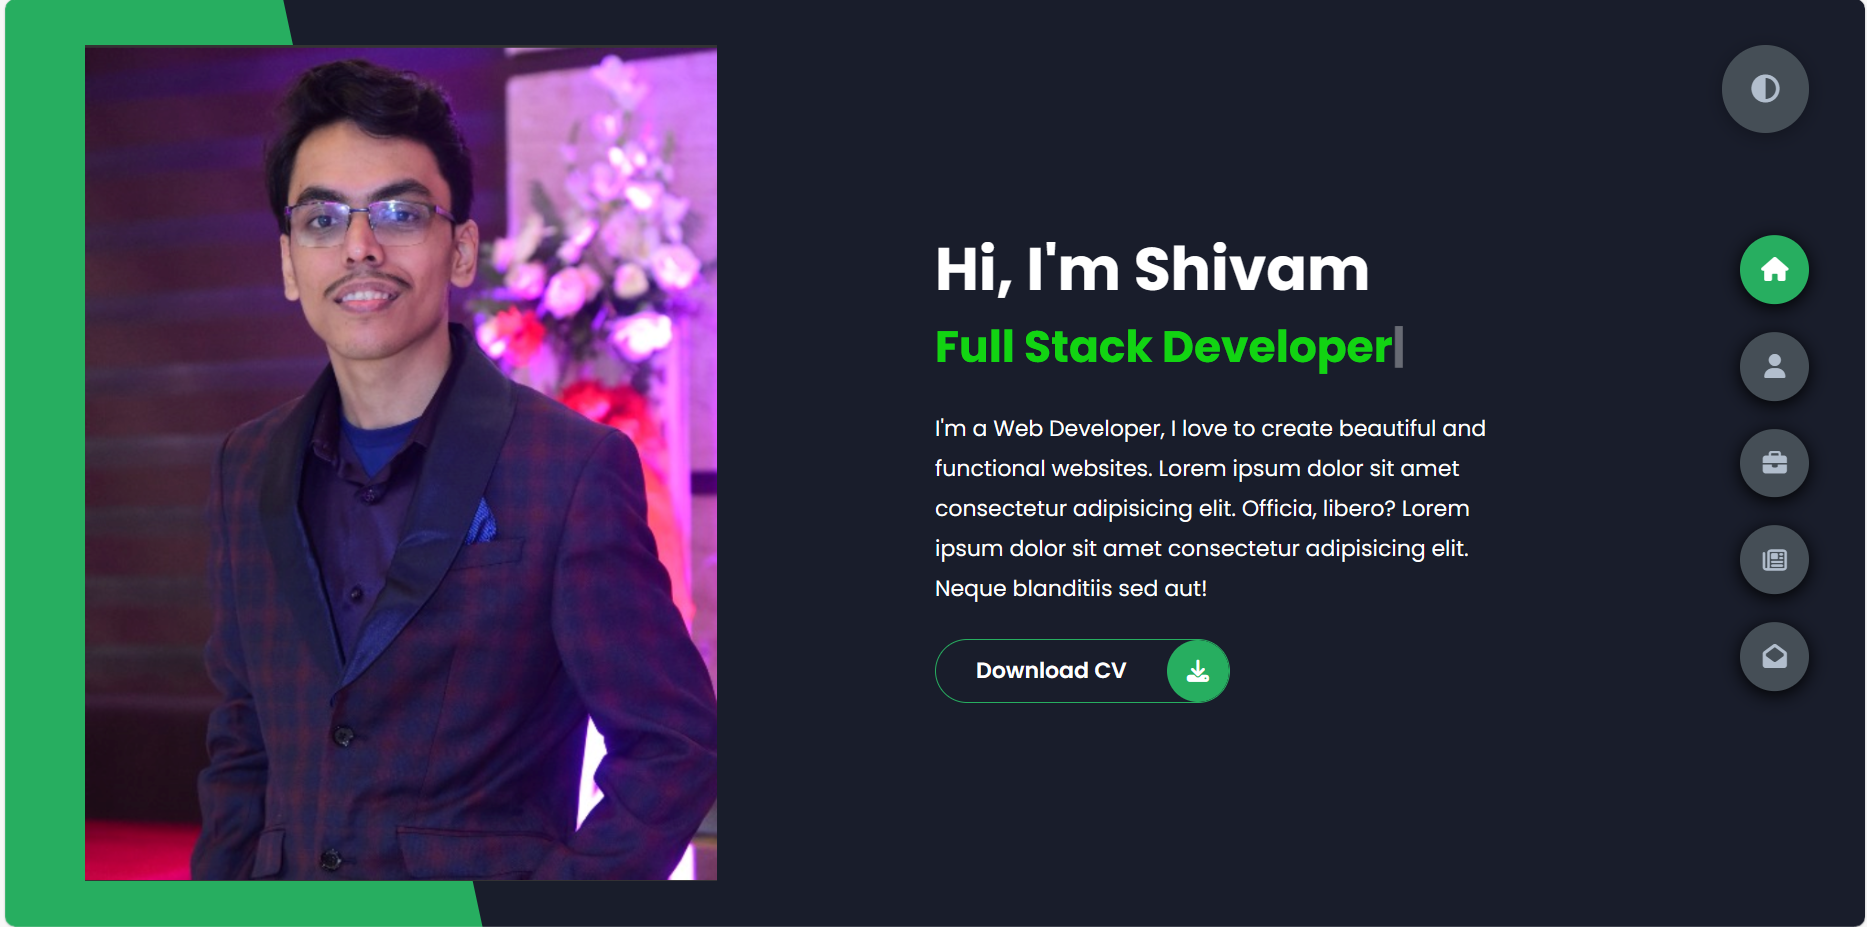 Hi, I'm Shivam
Full Stack Developer
I'm a Web Developer, I love to create beautiful and
functional websites. Lorem ipsum dolor sit amet
consectetur adipisicing elit. Officia, libero? Lorem
ipsum dolor sit amet consectetur adipisicing elit.
Neque blanditiis sed aut!
Download CV